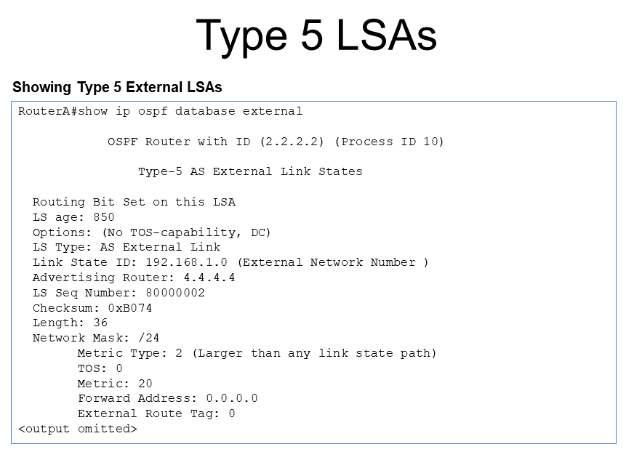 Type 5 LSAs
Showing Type 5 External LSAs
RouterA#show ip ospf database external
OSPF Router with ID (2.2.2.2) (Process ID 10)
Type-5 AS External Link States
Routing Bit Set on this LSA
LS age: 850
Options: (No TOS-capability, DC)
LS Type: AS External Link
Link State ID: 192.168.1.0 (External Network Number )
Advertising Router: 4.4.4.4
LS Seq Number: 80000002
Checksum: 0xB074
Length: 36
Network Mask: /24
Metric Type: 2 (Larger than any link state path)
TOS: 0
Metric: 20
Forward Address: 0.0.0.0
External Route Tag: 0
<output omitted>